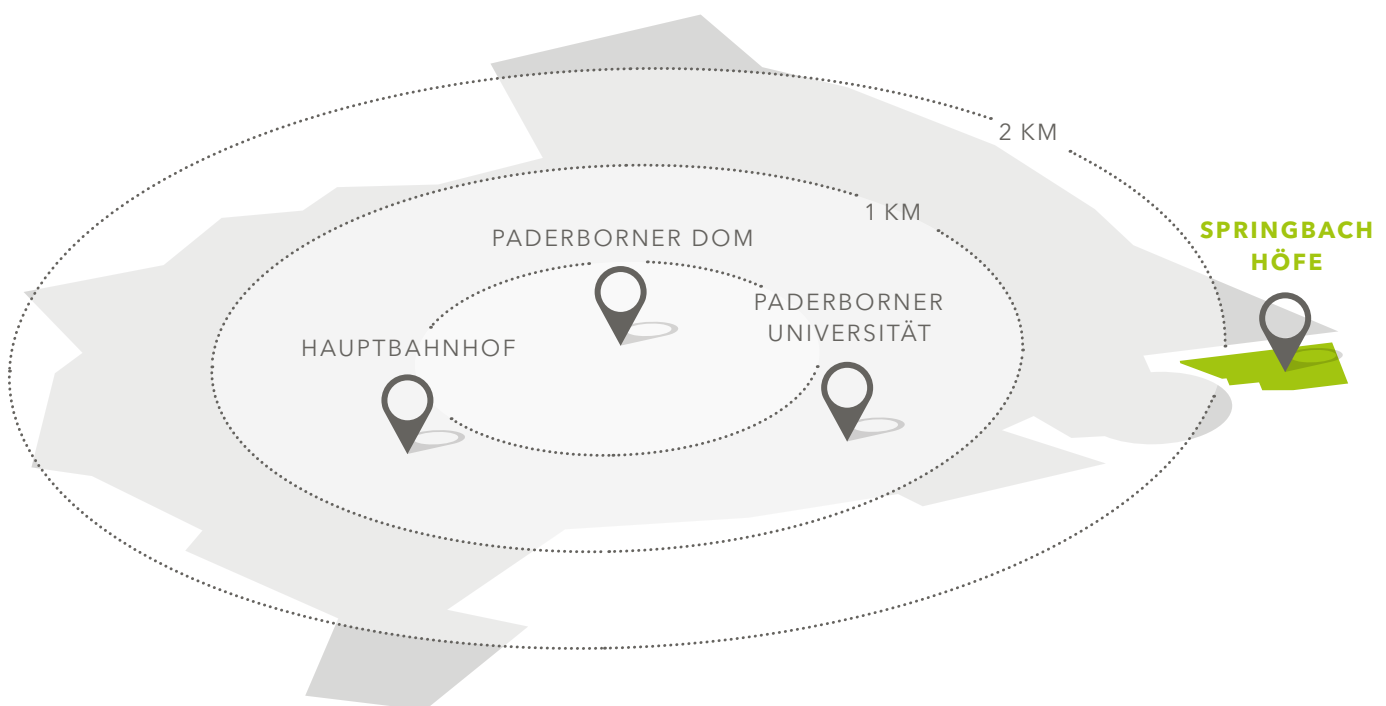 2 KM
1 KM
SPRINGBACH
HÖFE
PADERBORNER DOM
PADERBORNER
UNIVERSITÄT
HAUPTBAHNHOF